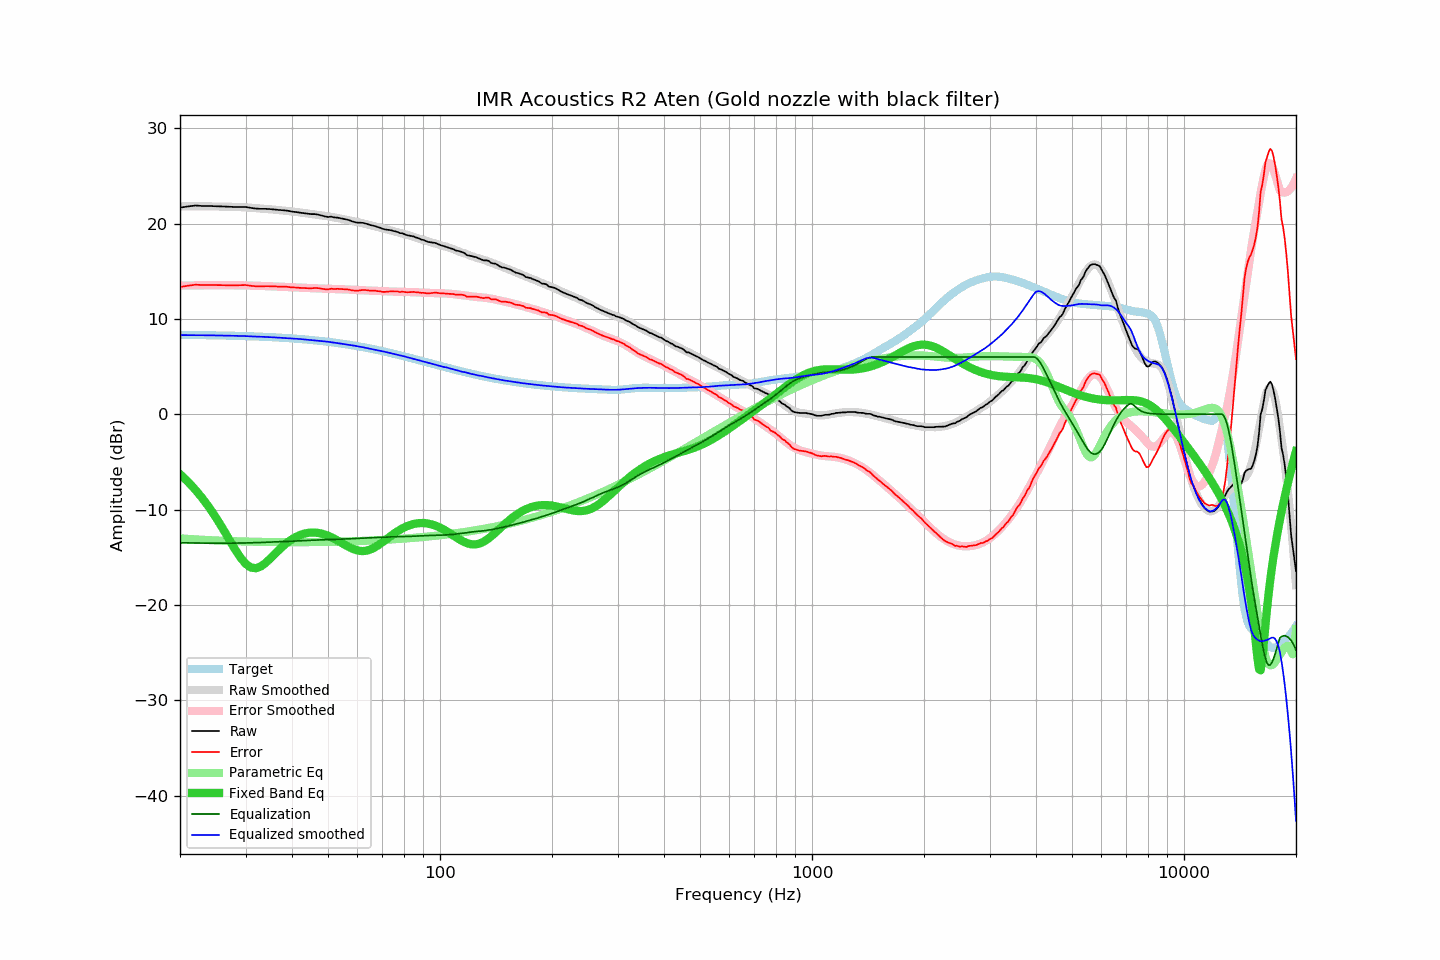 IMR Acoustics R2 Aten (Gold nozzle with black filter)
30
20
10
0
−10
−20
−30
−40
Amplitude (dBr)
Target
Raw Smoothed
Error Smoothed
Raw
Error
Parametric Eq
Fixed Band Eq
Equalization
Equalized smoothed
100
1000
10000
Frequency (Hz)